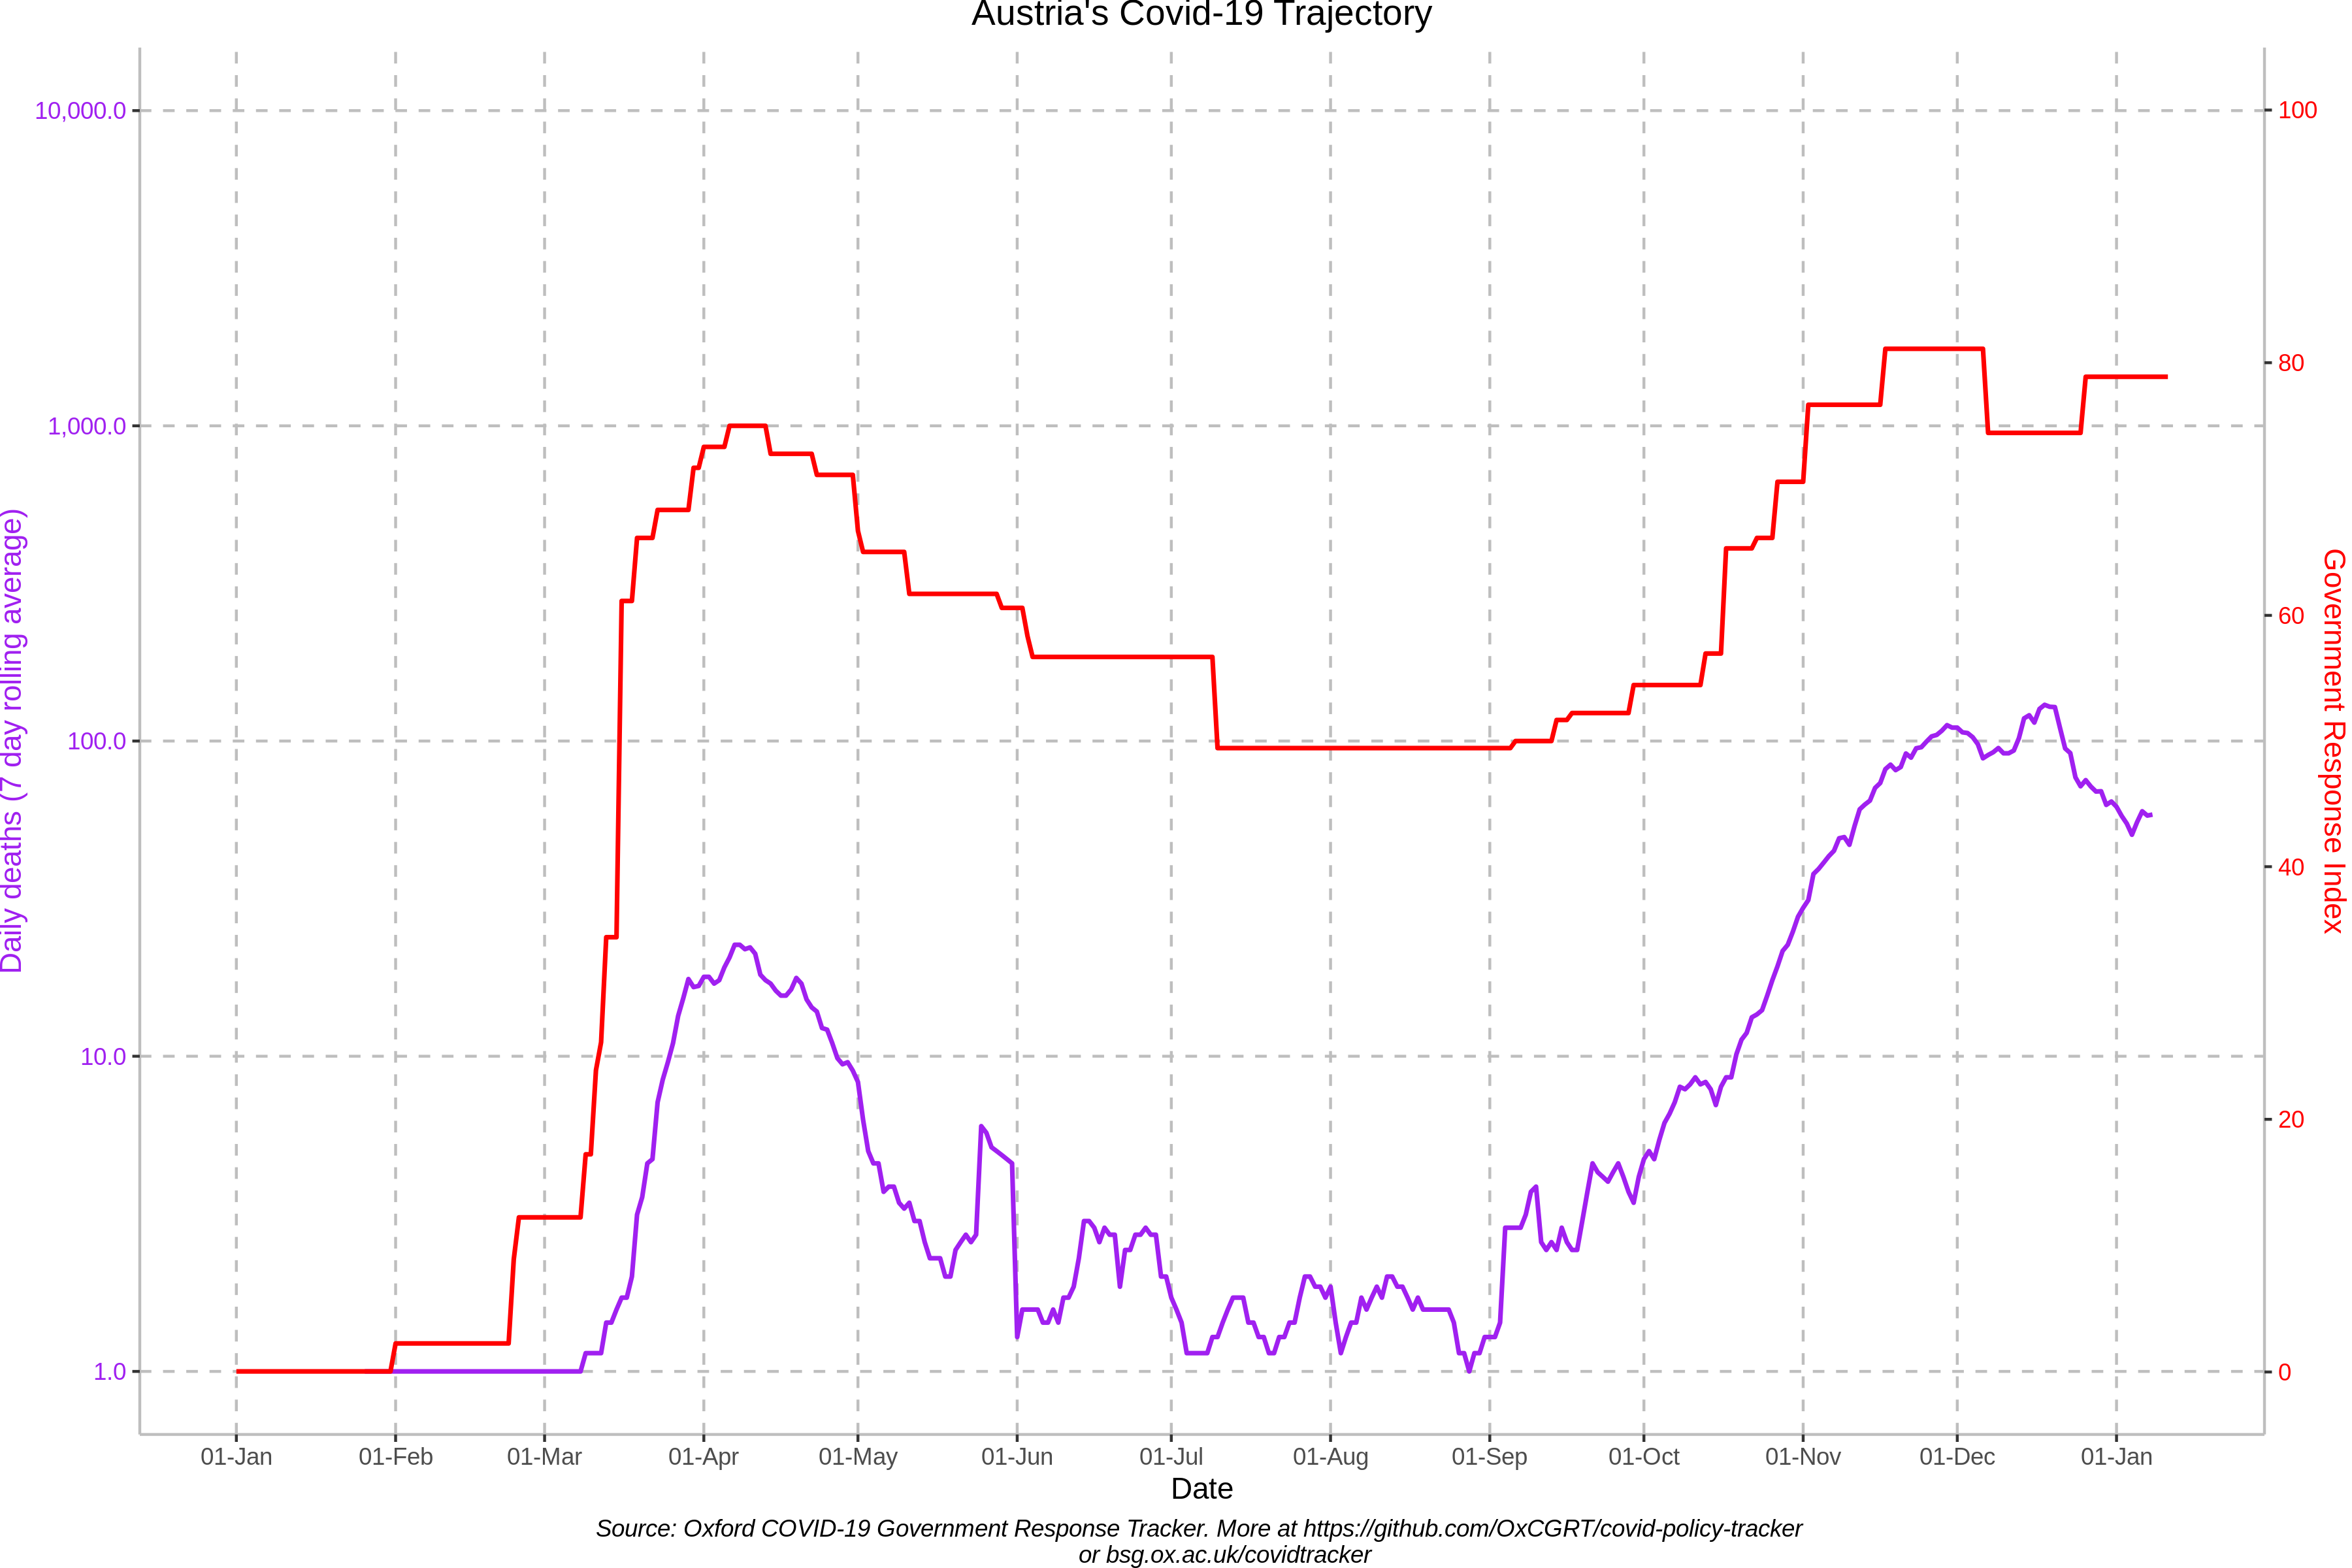 Austria's Covid-19 Trajectory
10,000.0
1,000.0
100.0
10.0
1.0
Daily deaths (7 day rolling average)
100
80
60
40
20
0
Government Response Index
01-Jan 01-Feb 01-Mar 01-Apr 01-May 01-Jun 01-Jul 01-Aug 01-Sep 01-Oct 01-Nov 01-Dec 01-Jan
Date
Source: Oxford COVID-19 Government Response Tracker. More at https://github.com/OxCGRT/covid-policy-tracker
or bsg.ox.ac.uk/covidtracker